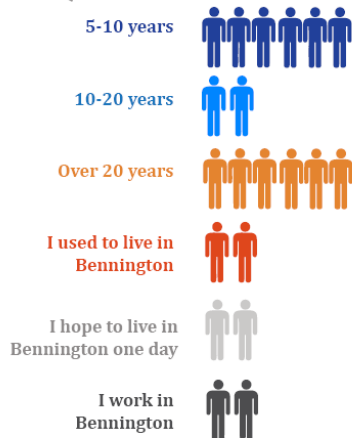 5-10 years
10-20 years
Over 20 years
I used to live in
Bennington
I hope to live in
Bennington one day
I work in
Bennington